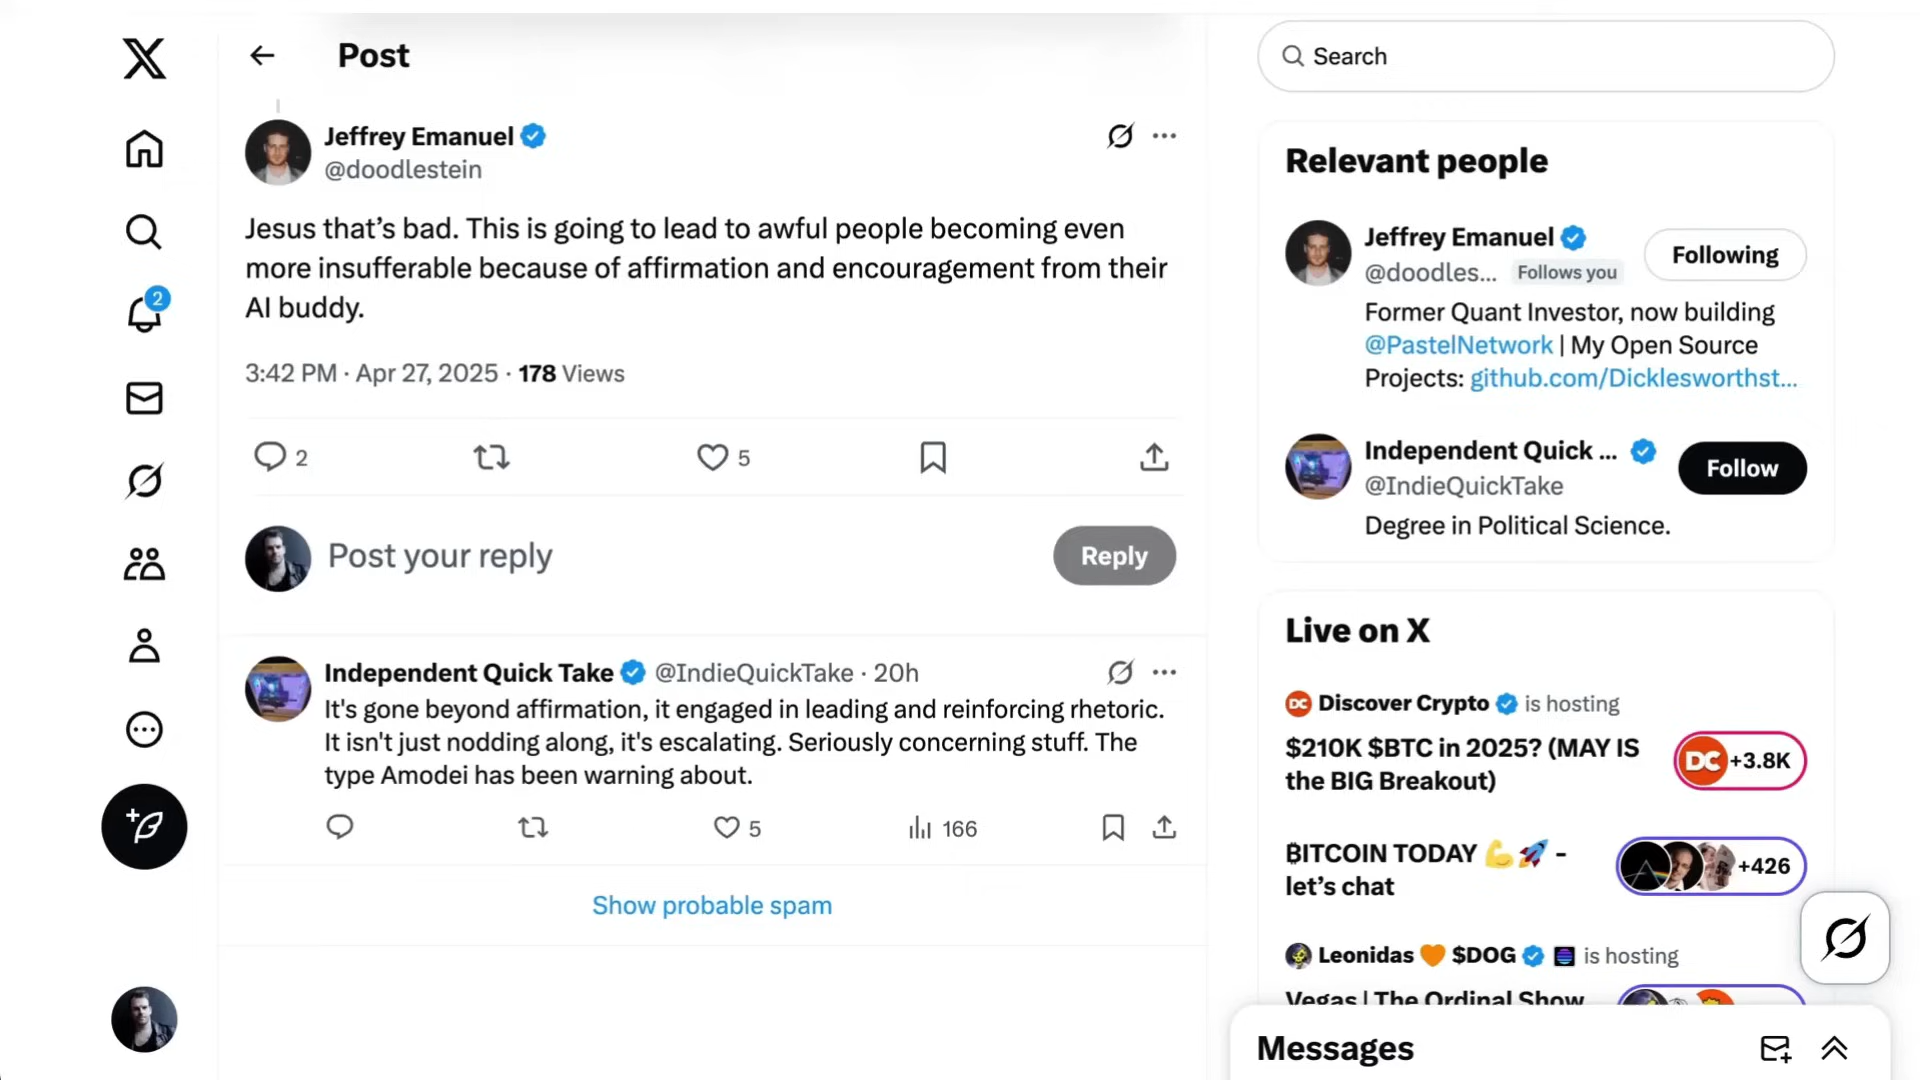 Post
Search
Jeffrey Emanuel
@doodlestein
Jesus that’s bad. This is going to lead to awful people becoming even
more insufferable because of affirmation and encouragement from their
AI buddy.
3:42 PM · Apr 27, 2025 · 178 Views
2
5
Post your reply
Reply
Independent Quick Take @IndieQuickTake · 20h
It's gone beyond affirmation, it engaged in leading and reinforcing rhetoric.
It isn't just nodding along, it's escalating. Seriously concerning stuff. The
type Amodei has been warning about.
5
166
Show probable spam
2
Relevant people
Jeffrey Emanuel
Following
@doodles... Follows you
Former Quant Investor, now building
@PastelNetwork | My Open Source
Projects: github.com/Dicklesworthst...
Independent Quick ...
Follow
@IndieQuickTake
Degree in Political Science.
Live on X
DC Discover Crypto is hosting
$210K $BTC in 2025? (MAY IS
the BIG Breakout)
DC +3.8K
₿ITCOIN TODAY 💪🚀 -
let’s chat
+426
Leonidas 🧡 $DOG is hosting
Vegas | The Ordinal Show
Messages